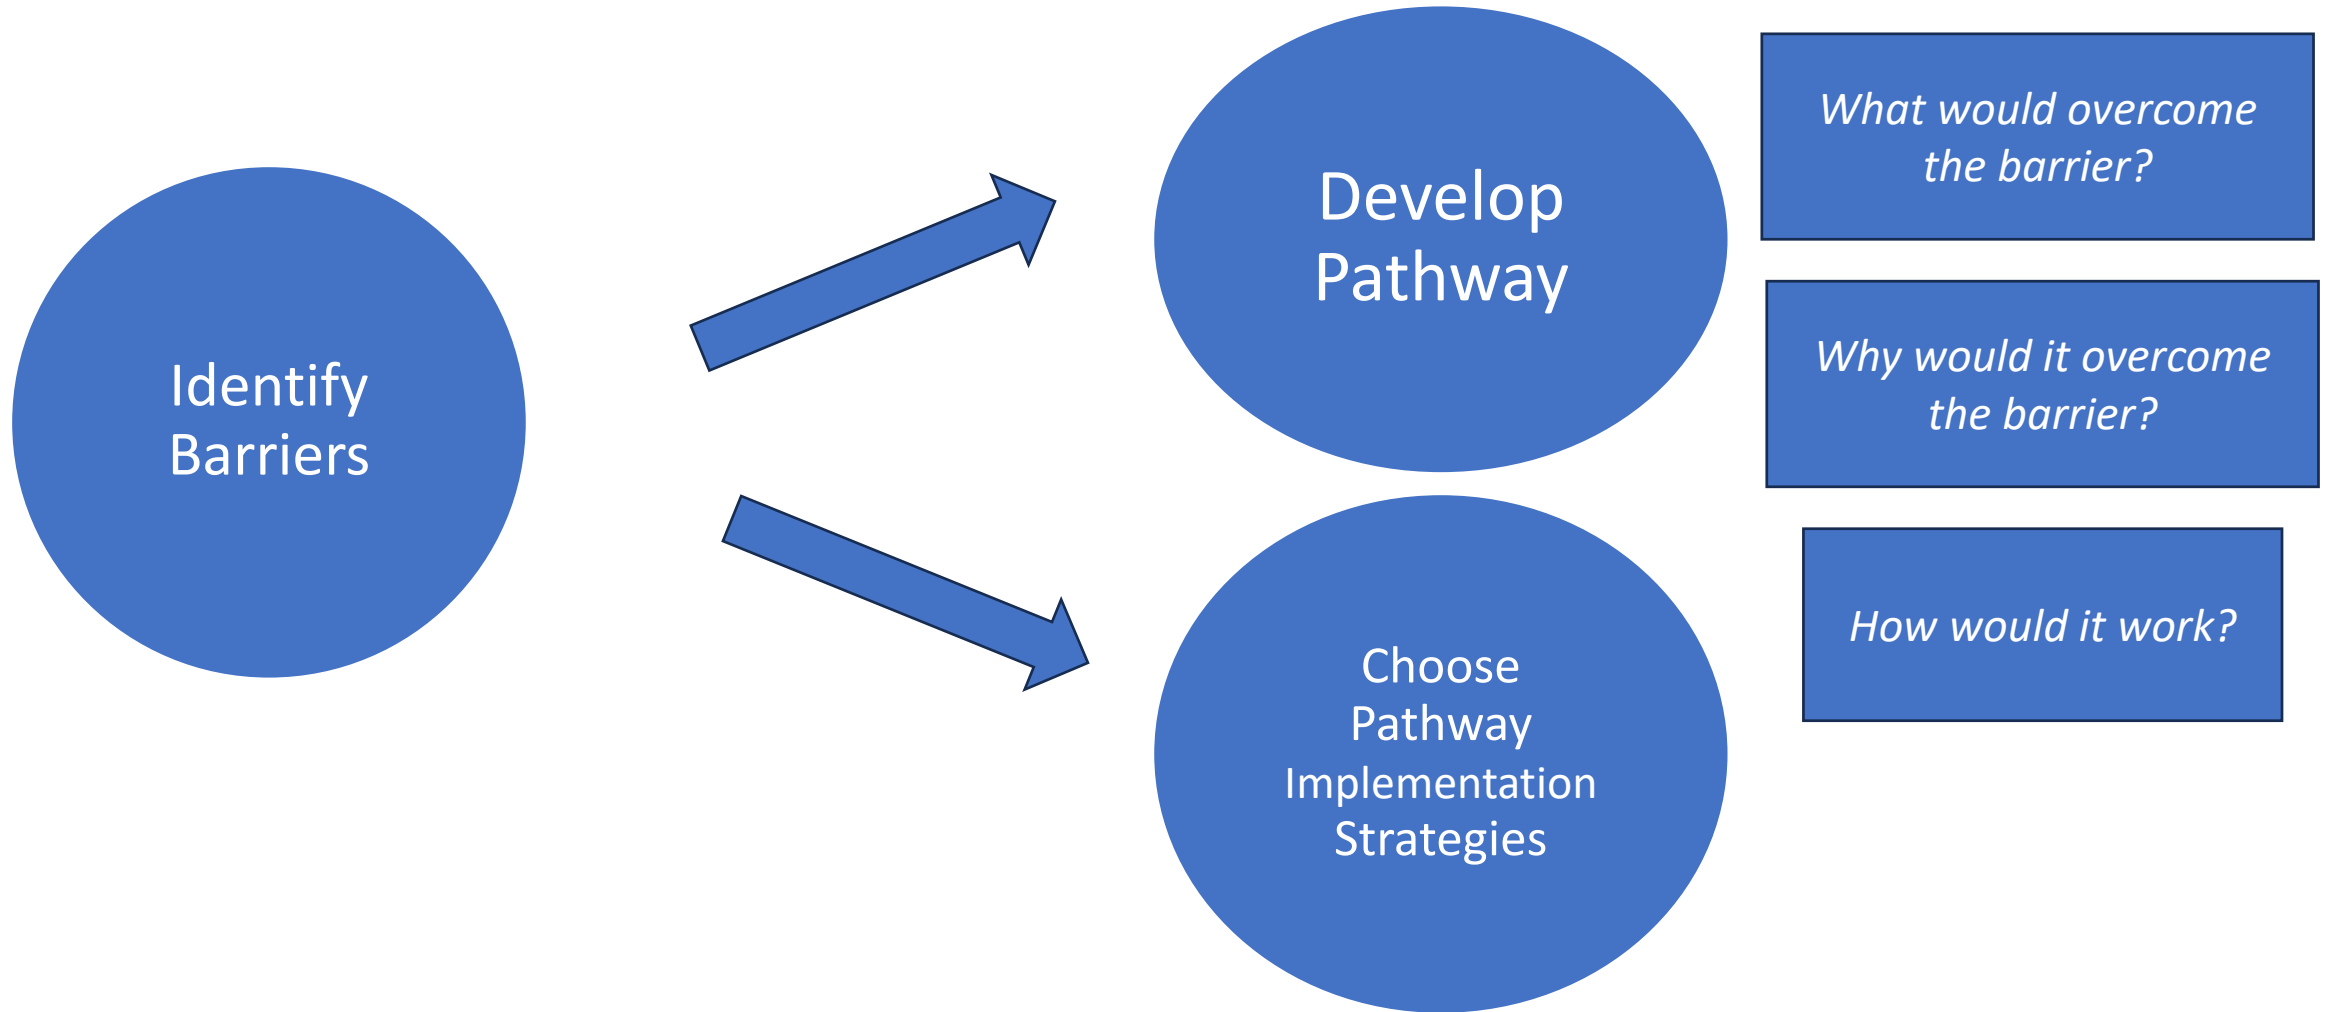 Identify
Barriers
Develop
Pathway
Choose
Pathway
Implementation
Strategies
What would overcome
the barrier?
Why would it overcome
the barrier?
How would it work?